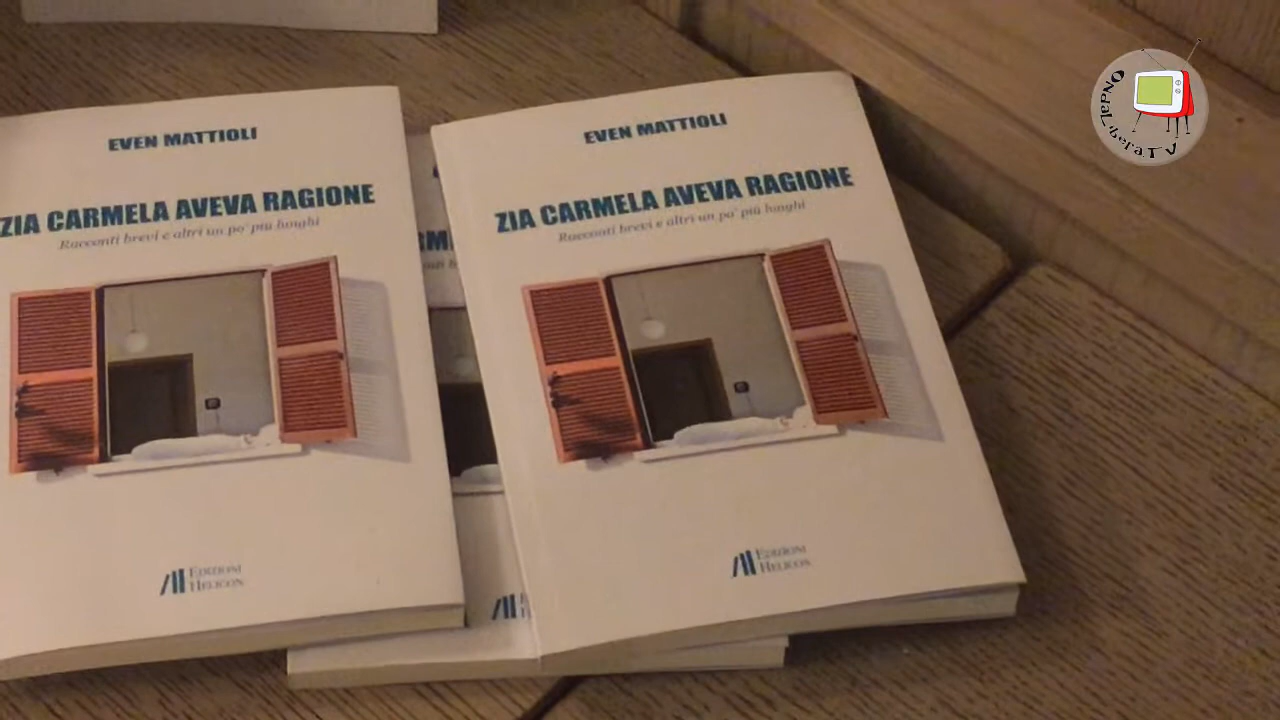 EVEN MATTIOLI
ZIA CARMELA AVEVA RAGIONE
Racconti brevi e altri un po' più lunghi
EDIZIONI
HELICON
EVEN MATTIOLI
ZIA CARMELA AVEVA RAGIONE
Racconti brevi e altri un po' più lunghi
EDIZIONI
HELICON
OndaLiberaTV